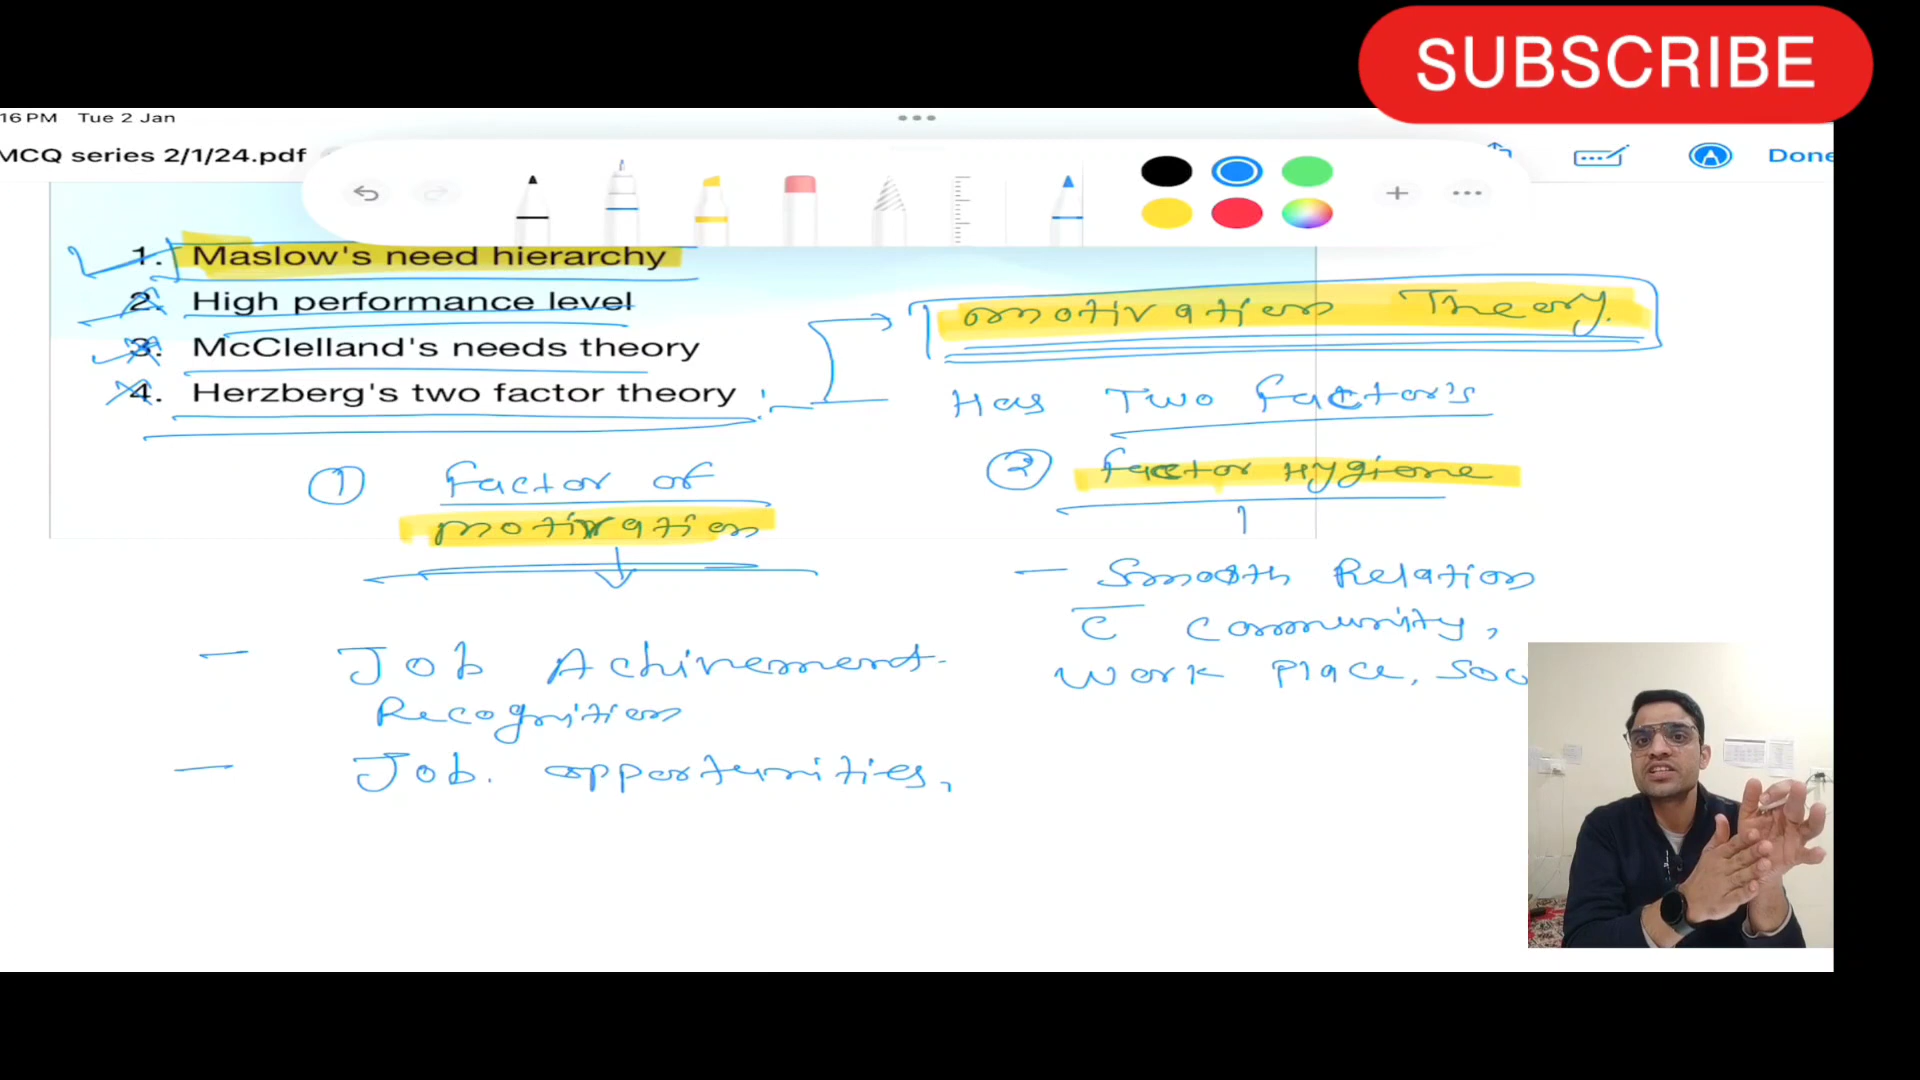 SUBSCRIBE
16 PM Tue 2 Jan
MCQ series 2/1/24.pdf
Done
1. Maslow's need hierarchy
2. High performance level
3. McClelland's needs theory
4. Herzberg's two factor theory
motivation Theory.
Has Two Factor's
① Factor of
motivation
② factor Hygiene
- Smooth Relation
c̅ community,
work place, soc
- Job Achivement
Recognition
- Job. opportunities,